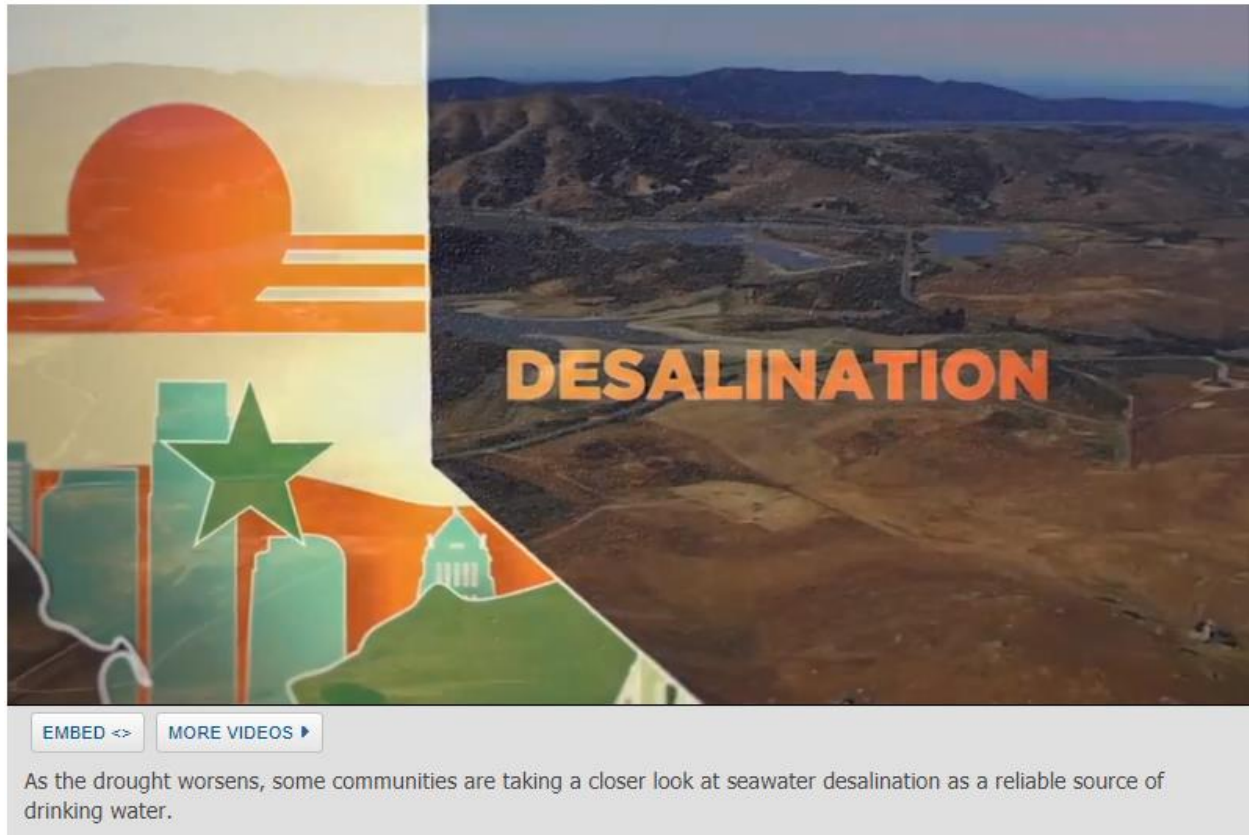 DESALINATION
EMBED <>
MORE VIDEOS
As the drought worsens, some communities are taking a closer look at seawater desalination as a reliable source of
drinking water.